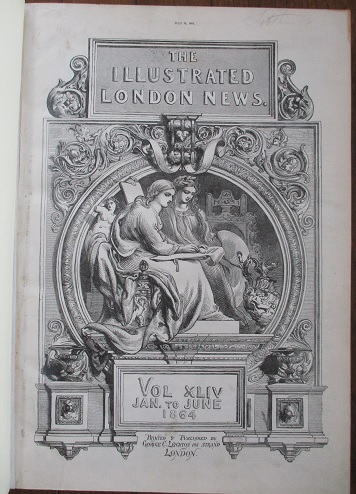 THE
ILLUSTRATED
LONDON NEWS.
VOL XLIV
JAN. TO JUNE
1864
PRINTED & PUBLISHED BY
GEORGE C. LEIGHTON 198 STRAND
LONDON.